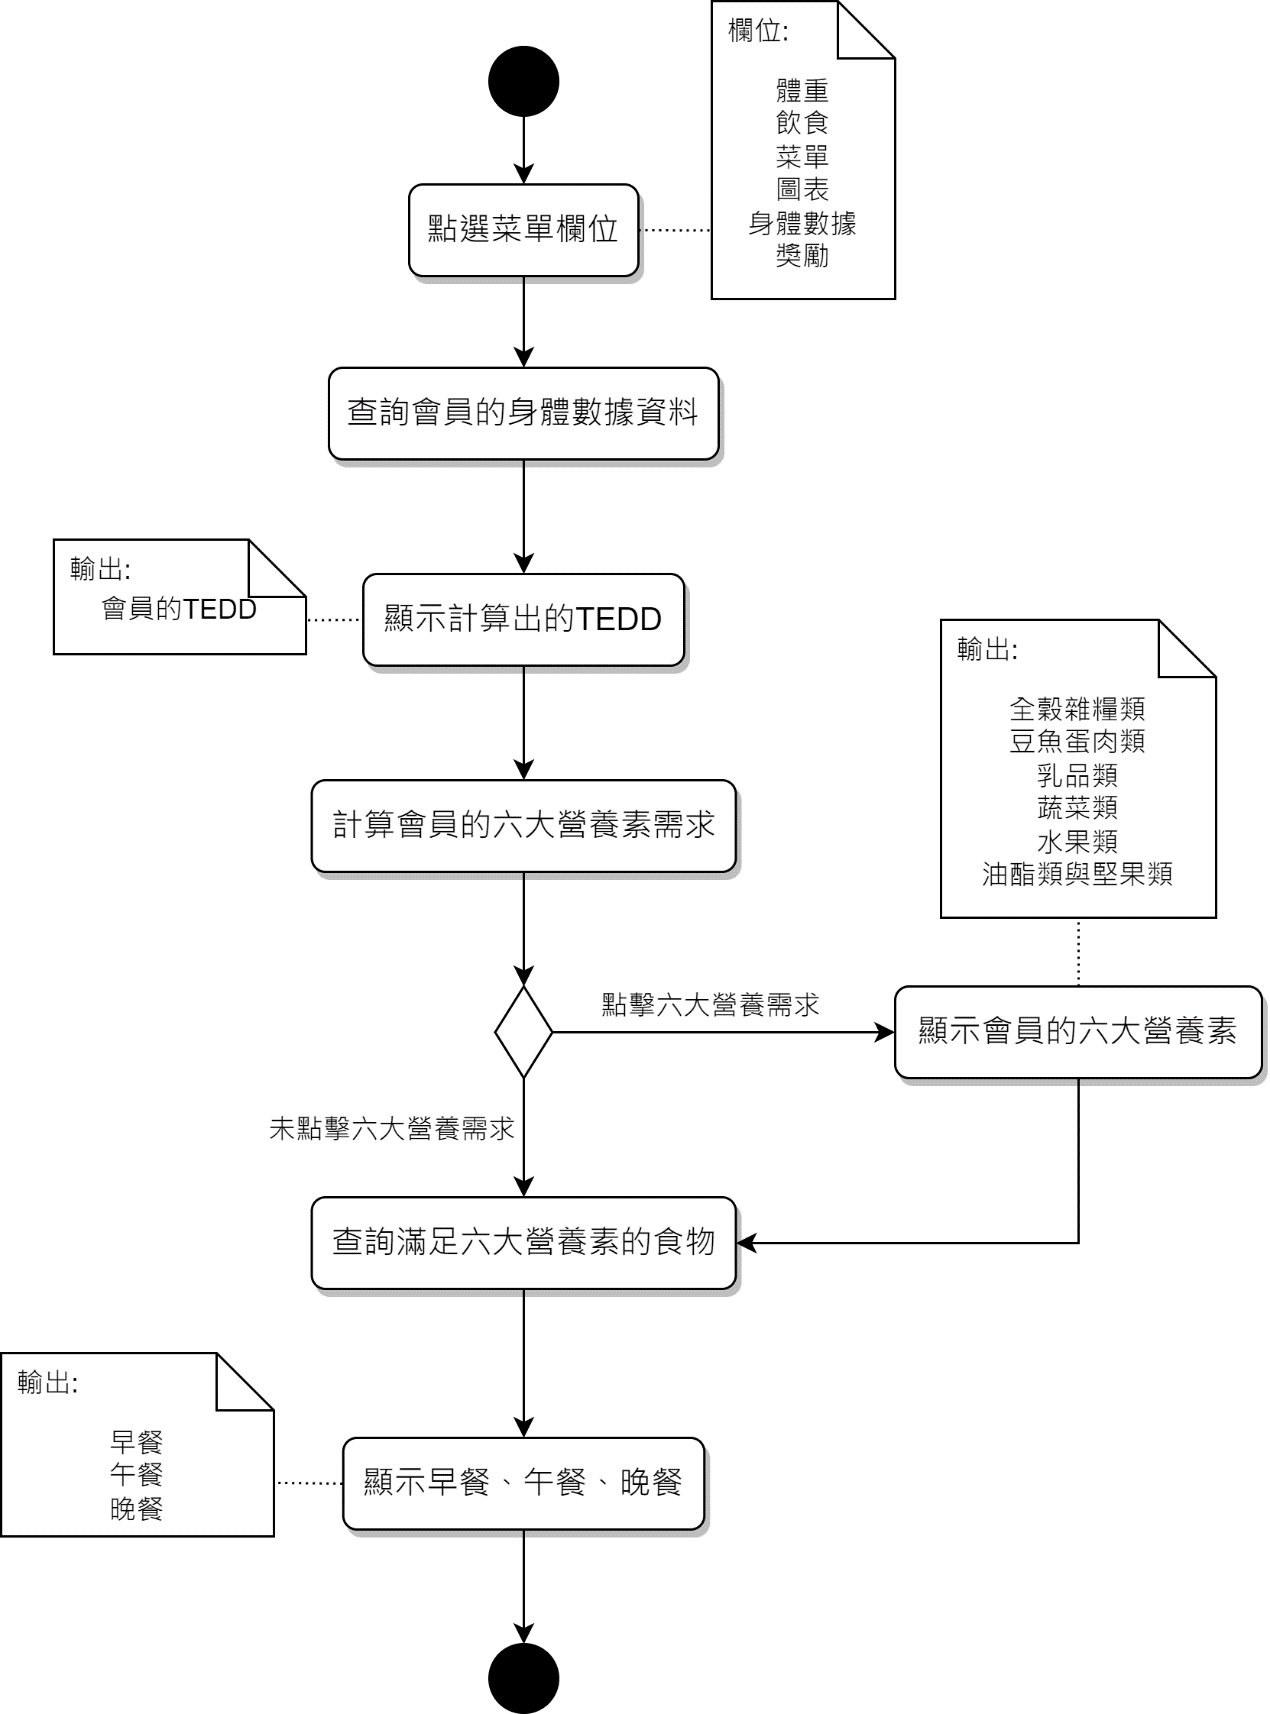 欄位:
體重
飲食
菜單
圖表
身體數據
獎勵
點選菜單欄位
查詢會員的身體數據資料
輸出:
會員的TEDD
顯示計算出的TEDD
輸出:
全穀雜糧類
豆魚蛋肉類
乳品類
蔬菜類
水果類
油酯類與堅果類
計算會員的六大營養素需求
點擊六大營養需求
顯示會員的六大營養素
未點擊六大營養需求
查詢滿足六大營養素的食物
輸出:
早餐
午餐
晚餐
顯示早餐、午餐、晚餐